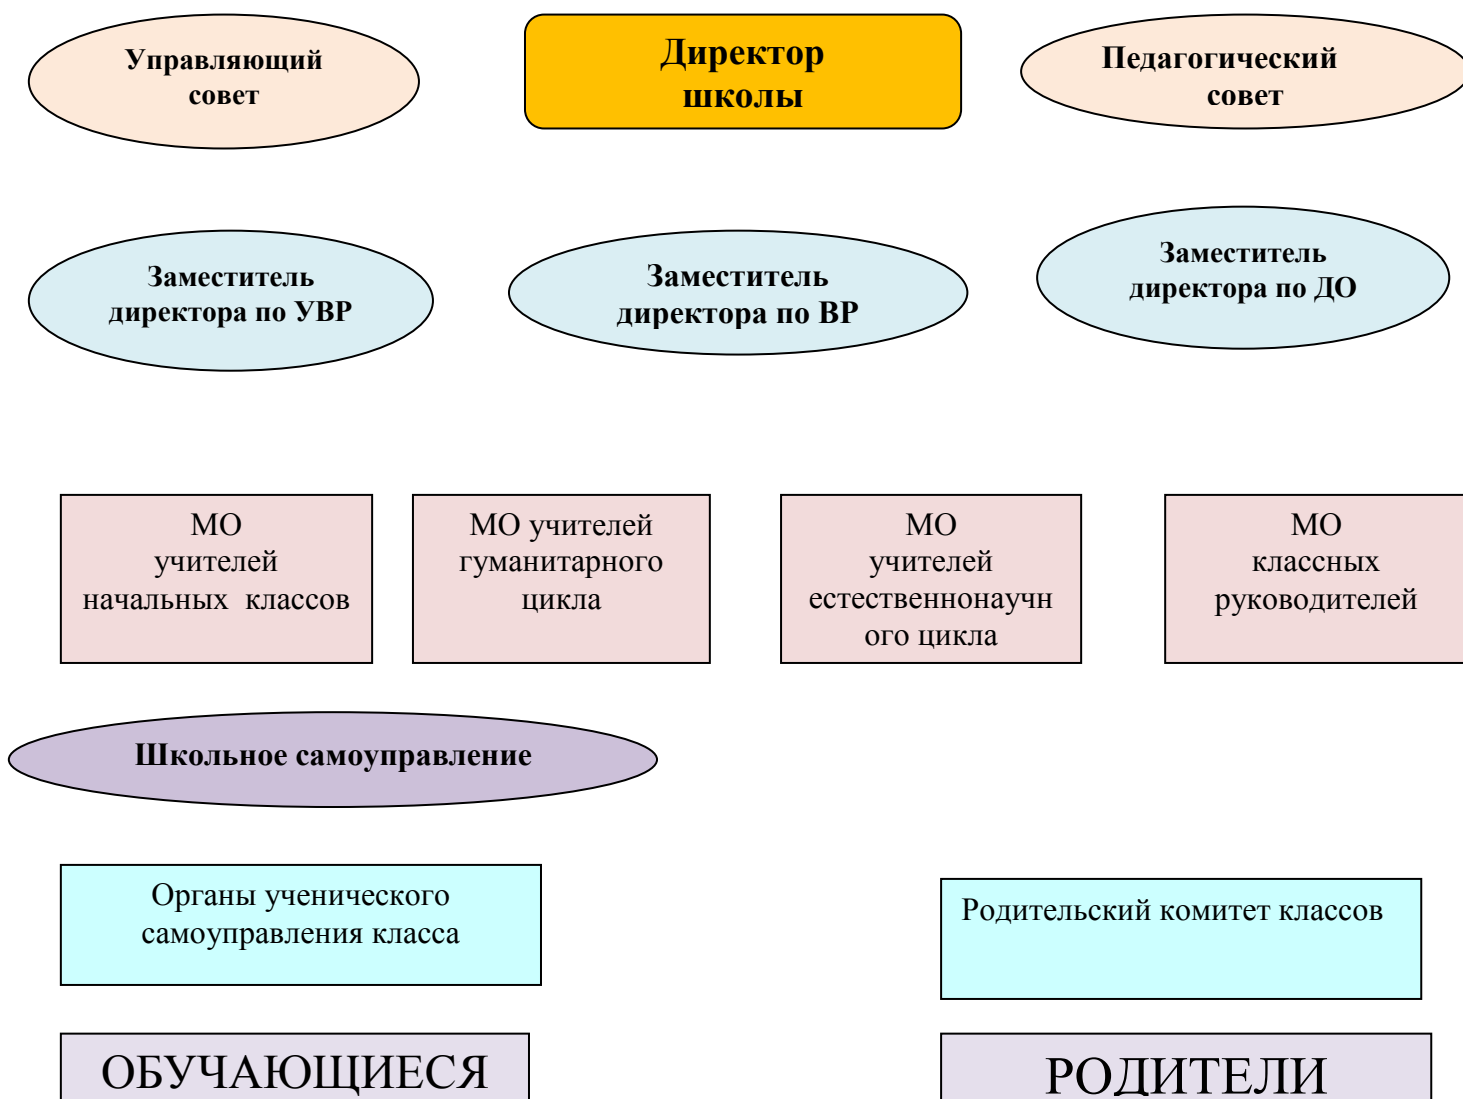 Управляющий
совет
Директор
школы
Педагогический
совет
Заместитель
директора по УВР
Заместитель
директора по ВР
Заместитель
директора по ДО
МО
учителей
начальных  классов
МО учителей
гуманитарного
цикла
МО
учителей
естественнонаучн
ого цикла
МО
классных
руководителей
Школьное самоуправление
Органы ученического
самоуправления класса
Родительский комитет классов
ОБУЧАЮЩИЕСЯ
РОДИТЕЛИ